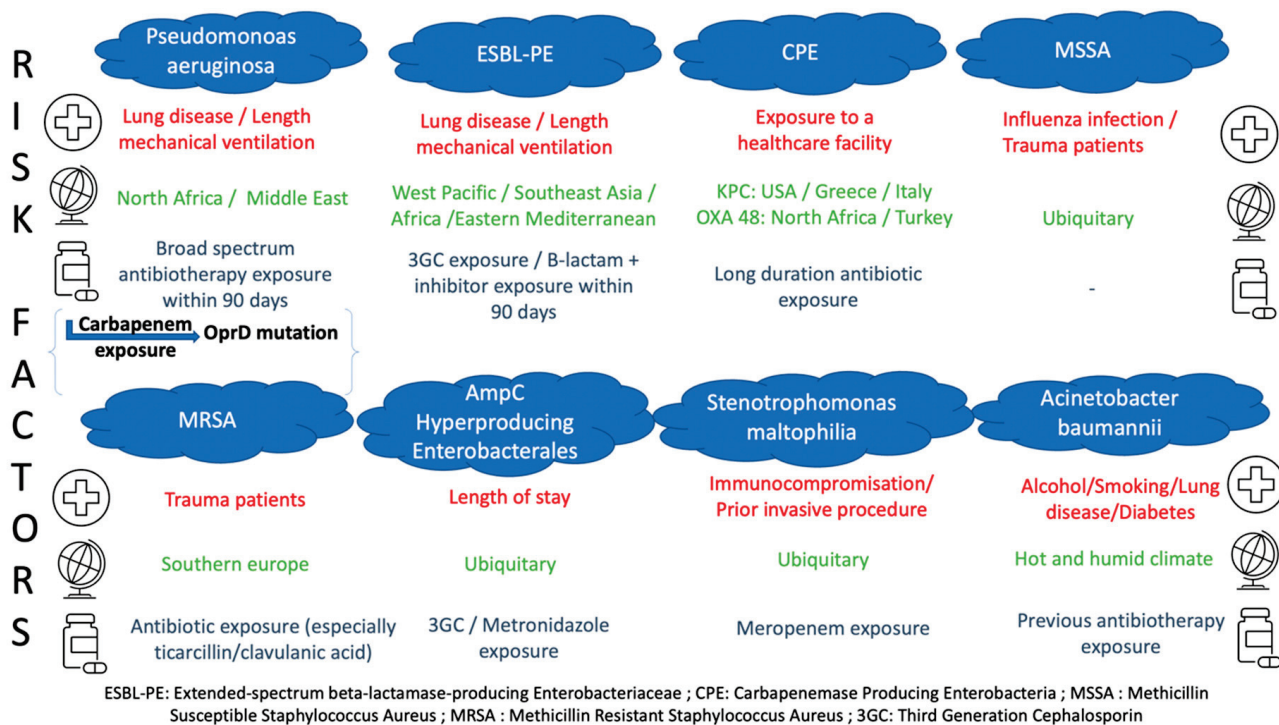 RISK FACTORS
Pseudomonoas
aeruginosa
ESBL-PE
CPE
MSSA
Lung disease / Length
mechanical ventilation
Lung disease / Length
mechanical ventilation
Exposure to a
healthcare facility
Influenza infection /
Trauma patients
North Africa / Middle East
West Pacific / Southeast Asia /
Africa /Eastern Mediterranean
KPC: USA / Greece / Italy
OXA 48: North Africa / Turkey
Ubiquitary
Broad spectrum
antibiotherapy exposure
within 90 days
3GC exposure / B-lactam +
inhibitor exposure within
90 days
Long duration antibiotic
exposure
-
Carbapenem
exposure
OprD mutation
MRSA
AmpC
Hyperproducing
Enterobacterales
Stenotrophomonas
maltophilia
Acinetobacter
baumannii
Trauma patients
Length of stay
Immunocompromisation/
Prior invasive procedure
Alcohol/Smoking/Lung
disease/Diabetes
Southern europe
Ubiquitary
Ubiquitary
Hot and humid climate
Antibiotic exposure (especially
ticarcillin/clavulanic acid)
3GC / Metronidazole
exposure
Meropenem exposure
Previous antibiotherapy
exposure
ESBL-PE: Extended-spectrum beta-lactamase-producing Enterobacteriaceae ; CPE: Carbapenemase Producing Enterobacteria ; MSSA : Methicillin
Susceptible Staphylococcus Aureus ; MRSA : Methicillin Resistant Staphylococcus Aureus ; 3GC: Third Generation Cephalosporin